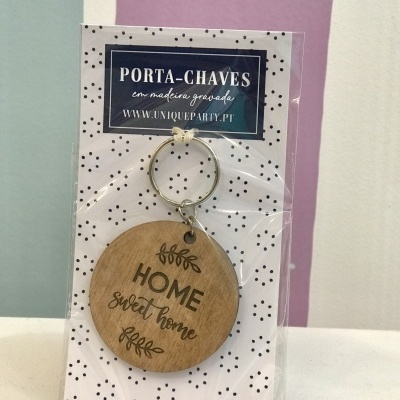 PORTA-CHAVES
em madeira gravada
WWW.UNIQUEPARTY.PT
HOME
sweet home